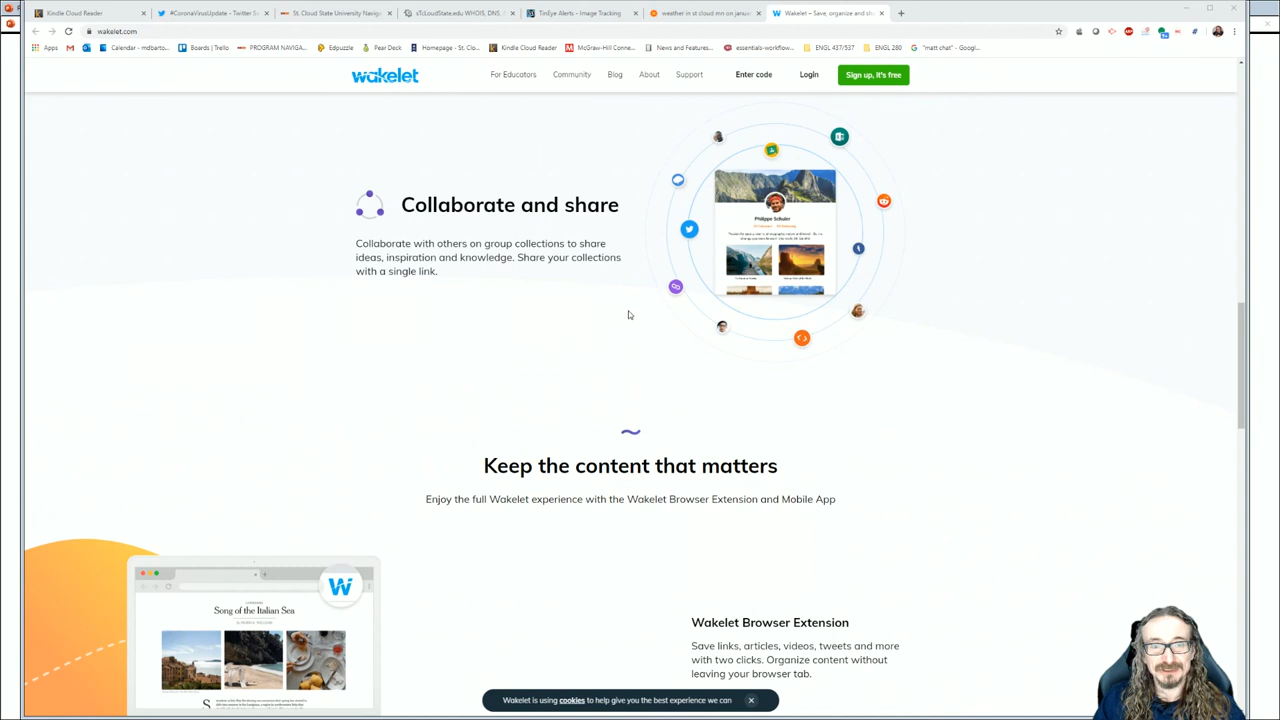 Kindle Cloud Reader
#CoronaVirusUpdate - Twitter S
St. Cloud State University Navig
sTcLoudState.edu WHOIS, DNS,
TinEye Alerts - Image Tracking
weather in st cloud mn on janua
Wakelet – Save, organize and sh
wakelet.com
Apps
Calendar - mdbarto...
Boards | Trello
PROGRAM NAVIGA...
Edpuzzle
Pear Deck
Homepage - St. Clo...
Kindle Cloud Reader
McGraw-Hill Conne...
News and Features...
essentials-workflow...
ENGL 437/537
ENGL 280
"matt chat" - Googl...
wakelet
For Educators
Community
Blog
About
Support
Enter code
Login
Sign up, it's free
Philippe Schuler
Collaborate and share
Collaborate with others on group collections to share
ideas, inspiration and knowledge. Share your collections
with a single link.
Keep the content that matters
Enjoy the full Wakelet experience with the Wakelet Browser Extension and Mobile App
W
Song of the Italian Sea
Wakelet Browser Extension
Save links, articles, videos, tweets and more
with two clicks. Organize content without
leaving your browser tab.
Wakelet is using cookies to help give you the best experience we can